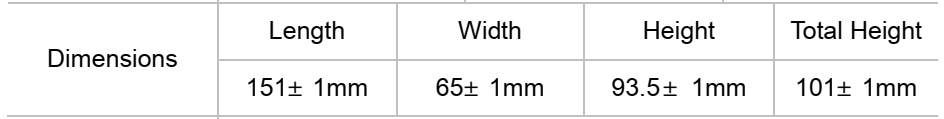 Length Width Height Total Height
Dimensions
151± 1mm 65± 1mm 93.5± 1mm 101± 1mm